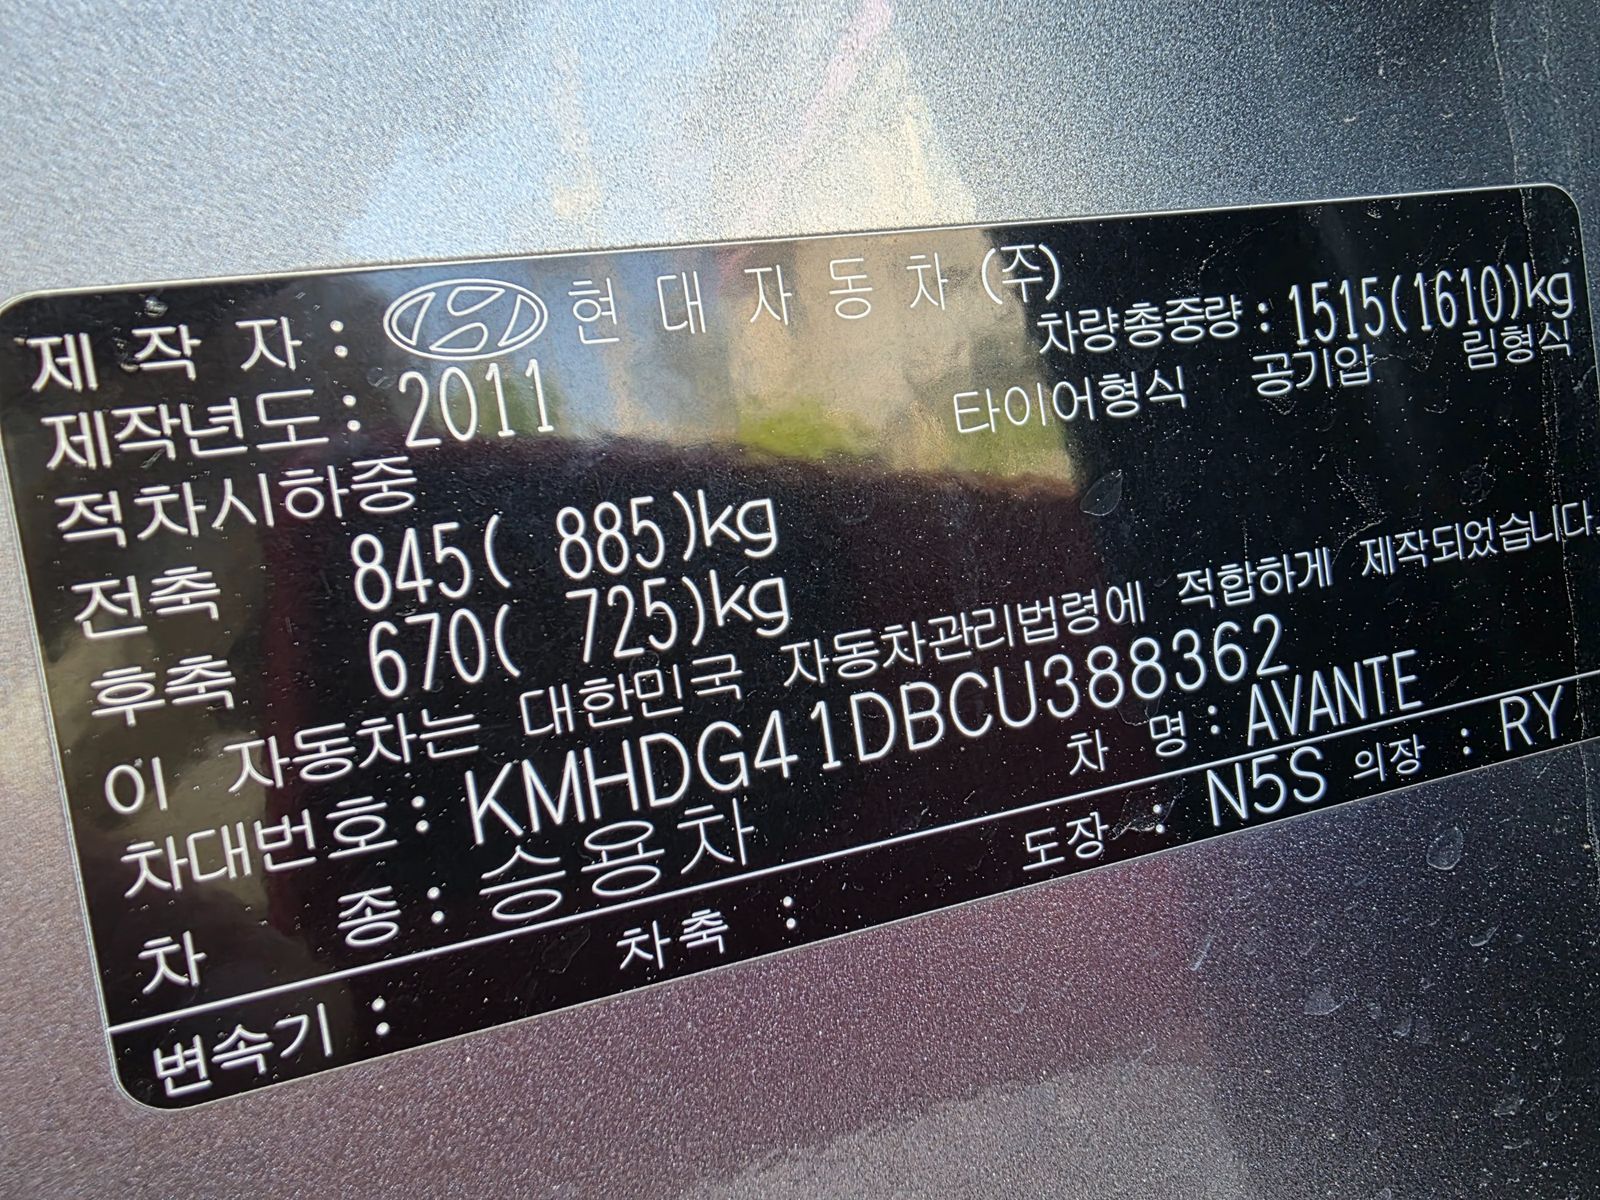 제 작 자 : 현 대 자 동 차 (주)
차량총중량 : 1515(1610)kg
제작년도 : 2011
타이어형식 공기압 림형식
적차시하중
전축 845( 885)kg
후축 670( 725)kg
이 자동차는 대한민국 자동차관리법령에 적합하게 제작되었습니다.
차대번호 : KMHDG41DBCU388362
차 종 : 승용차 차 명 : AVANTE
변속기 : 차축 : 도장 : N5S 의장 : RY